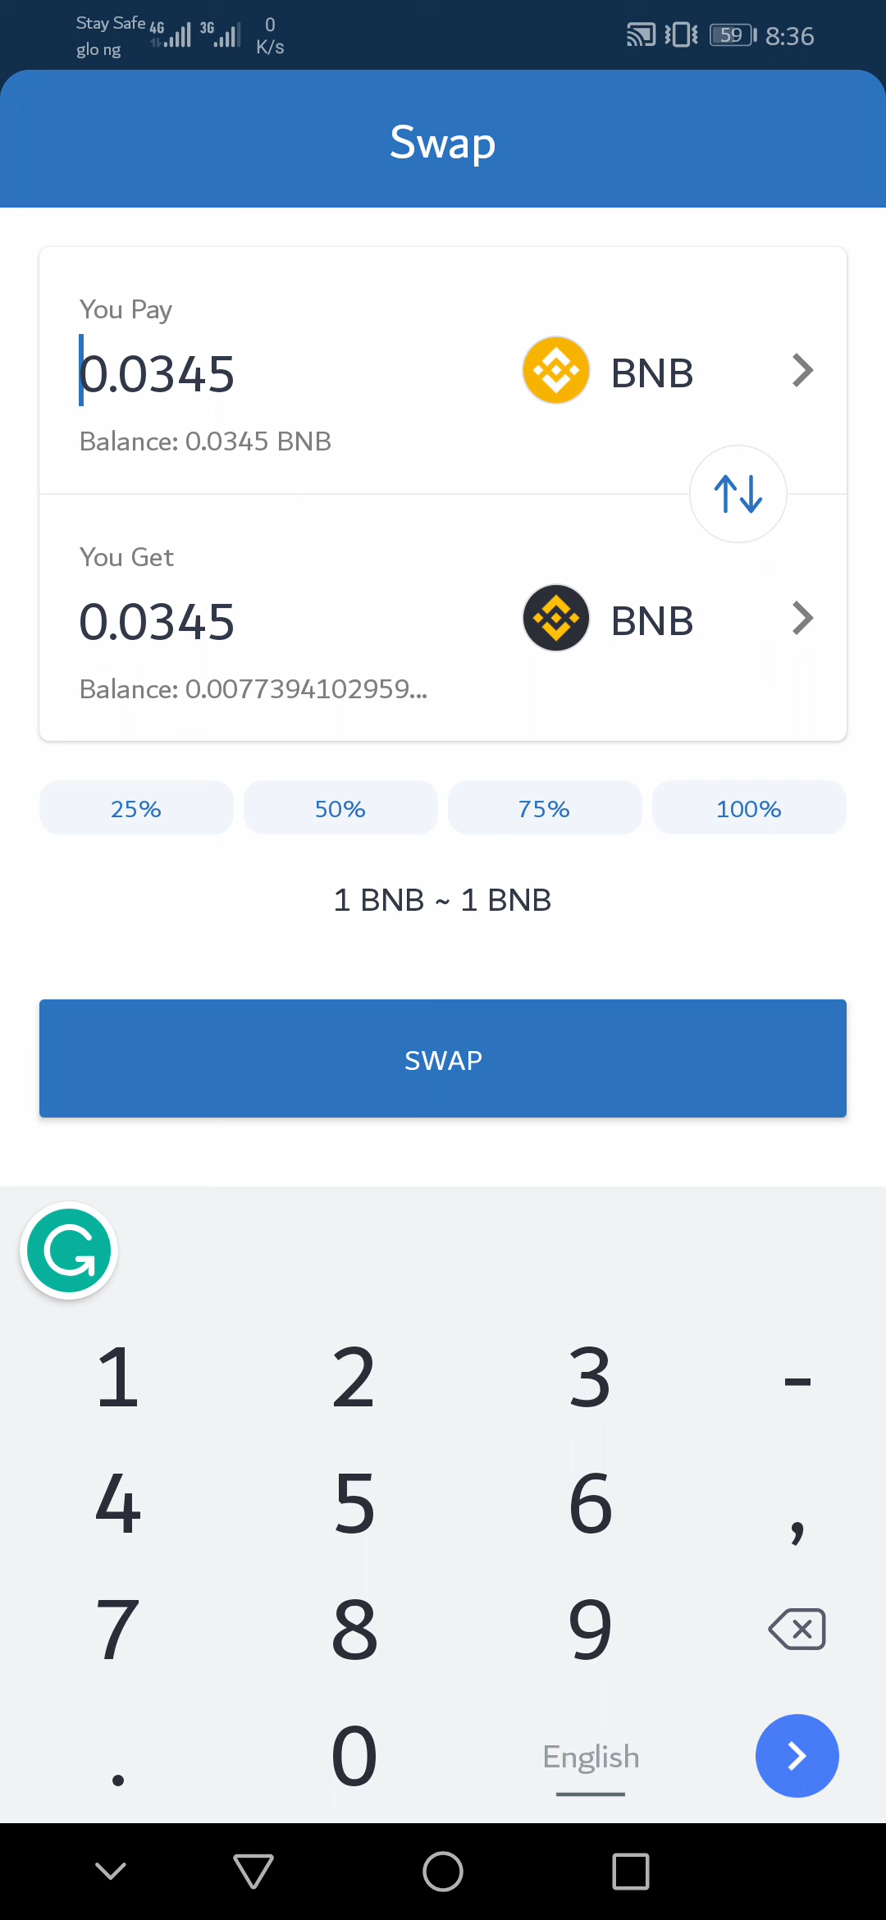 Stay Safe 4G 3G 0
glo ng K/s
59 8:36
Swap
You Pay
0.0345 BNB
Balance: 0.0345 BNB
You Get
0.0345 BNB
Balance: 0.0077394102959...
25% 50% 75% 100%
1 BNB ~ 1 BNB
SWAP
1 2 3 -
4 5 6 ,
7 8 9
. 0 English